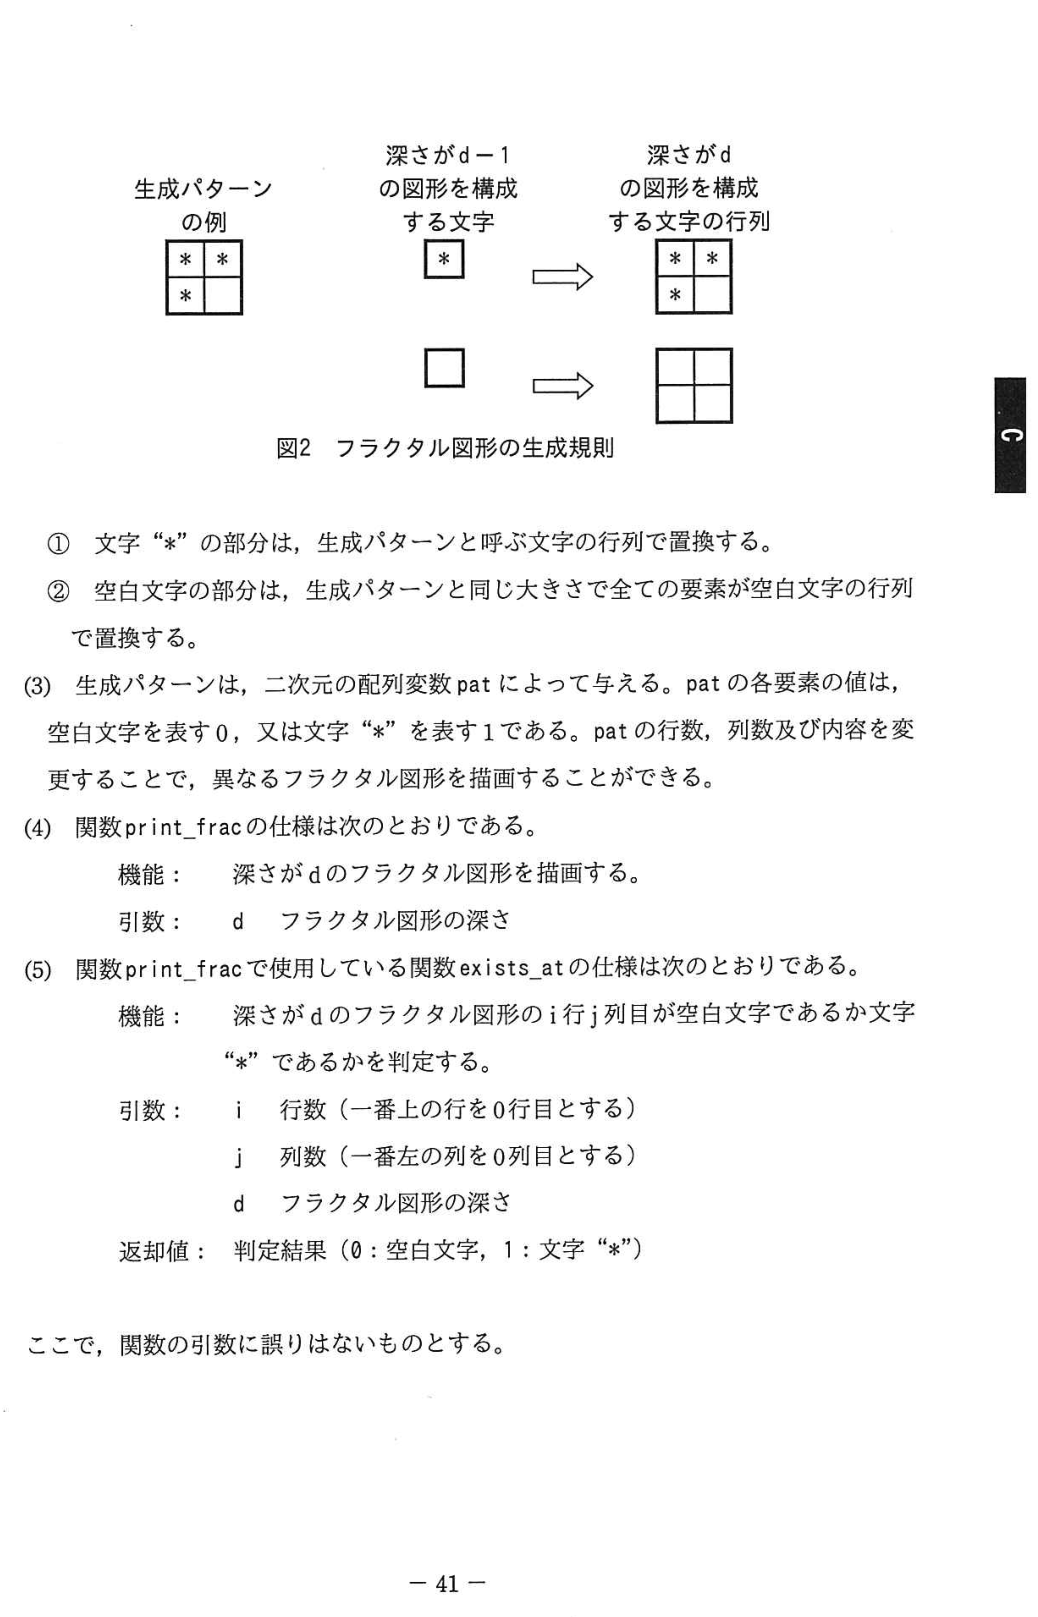 深さがd－1
深さがd
生成パターン
の図形を構成
の図形を構成
の例
する文字
する文字の行列
* *
*
*
* *
*
図2　フラクタル図形の生成規則
C
①　文字“*”の部分は，生成パターンと呼ぶ文字の行列で置換する。
②　空白文字の部分は，生成パターンと同じ大きさで全ての要素が空白文字の行列
で置換する。
(3)　生成パターンは，二次元の配列変数patによって与える。patの各要素の値は，
空白文字を表す0，又は文字“*”を表す1である。patの行数，列数及び内容を変
更することで，異なるフラクタル図形を描画することができる。
(4)　関数print_fracの仕様は次のとおりである。
機能：　深さがdのフラクタル図形を描画する。
引数：　d　フラクタル図形の深さ
(5)　関数print_fracで使用している関数exists_atの仕様は次のとおりである。
機能：　深さがdのフラクタル図形のi行j列目が空白文字であるか文字
“*”であるかを判定する。
引数：　i　行数（一番上の行を0行目とする）
j　列数（一番左の列を0列目とする）
d　フラクタル図形の深さ
返却値：　判定結果（0：空白文字，1：文字“*”）
ここで，関数の引数に誤りはないものとする。
－ 41 －